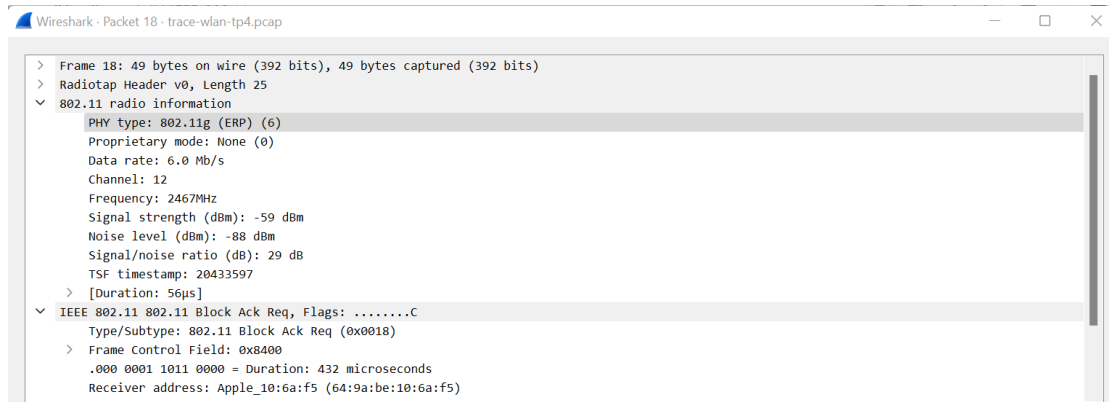 Wireshark · Packet 18 · trace-wlan-tp4.pcap
Frame 18: 49 bytes on wire (392 bits), 49 bytes captured (392 bits)
Radiotap Header v0, Length 25
802.11 radio information
PHY type: 802.11g (ERP) (6)
Proprietary mode: None (0)
Data rate: 6.0 Mb/s
Channel: 12
Frequency: 2467MHz
Signal strength (dBm): -59 dBm
Noise level (dBm): -88 dBm
Signal/noise ratio (dB): 29 dB
TSF timestamp: 20433597
[Duration: 56µs]
IEEE 802.11 802.11 Block Ack Req, Flags: ........C
Type/Subtype: 802.11 Block Ack Req (0x0018)
Frame Control Field: 0x8400
.000 0001 1011 0000 = Duration: 432 microseconds
Receiver address: Apple_10:6a:f5 (64:9a:be:10:6a:f5)